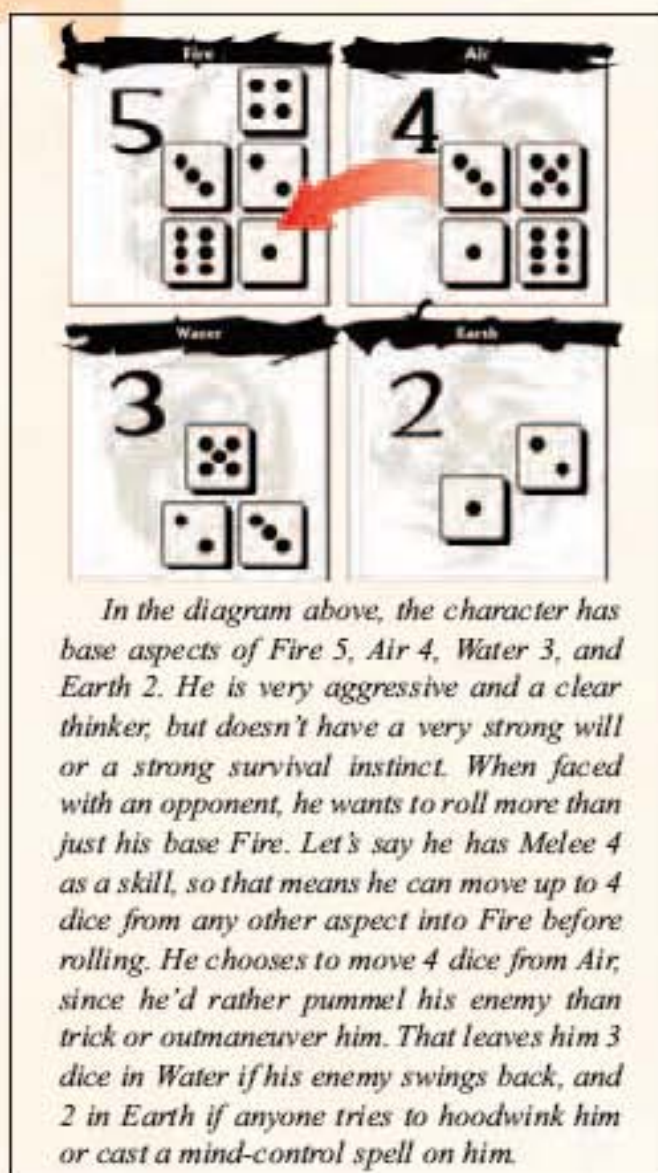 Fire
Air
5
4
Water
Earth
3
2
In the diagram above, the character has
base aspects of Fire 5, Air 4, Water 3, and
Earth 2. He is very aggressive and a clear
thinker, but doesn't have a very strong will
or a strong survival instinct. When faced
with an opponent, he wants to roll more than
just his base Fire. Let's say he has Melee 4
as a skill, so that means he can move up to 4
dice from any other aspect into Fire before
rolling. He chooses to move 4 dice from Air,
since he'd rather pummel his enemy than
trick or outmaneuver him. That leaves him 3
dice in Water if his enemy swings back, and
2 in Earth if anyone tries to hoodwink him
or cast a mind-control spell on him.